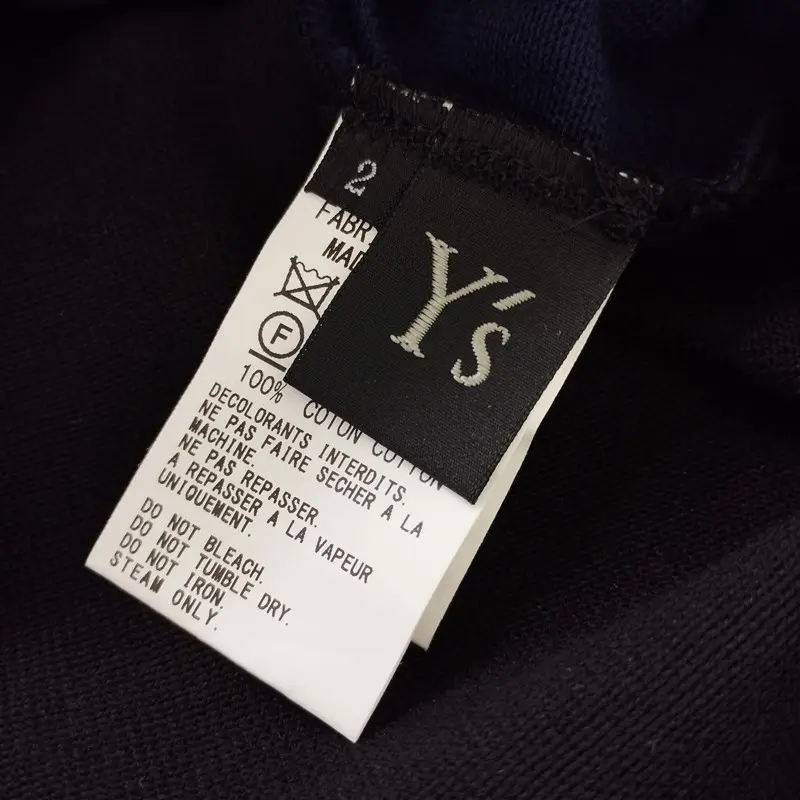 2
Y's
FABR
MAD
F
100% COTON COTTON
DECOLORANTS INTERDITS.
NE PAS FAIRE SECHER A LA
MACHINE.
NE PAS REPASSER.
A REPASSER A LA VAPEUR
UNIQUEMENT.
DO NOT BLEACH.
DO NOT TUMBLE DRY.
DO NOT IRON.
STEAM ONLY.